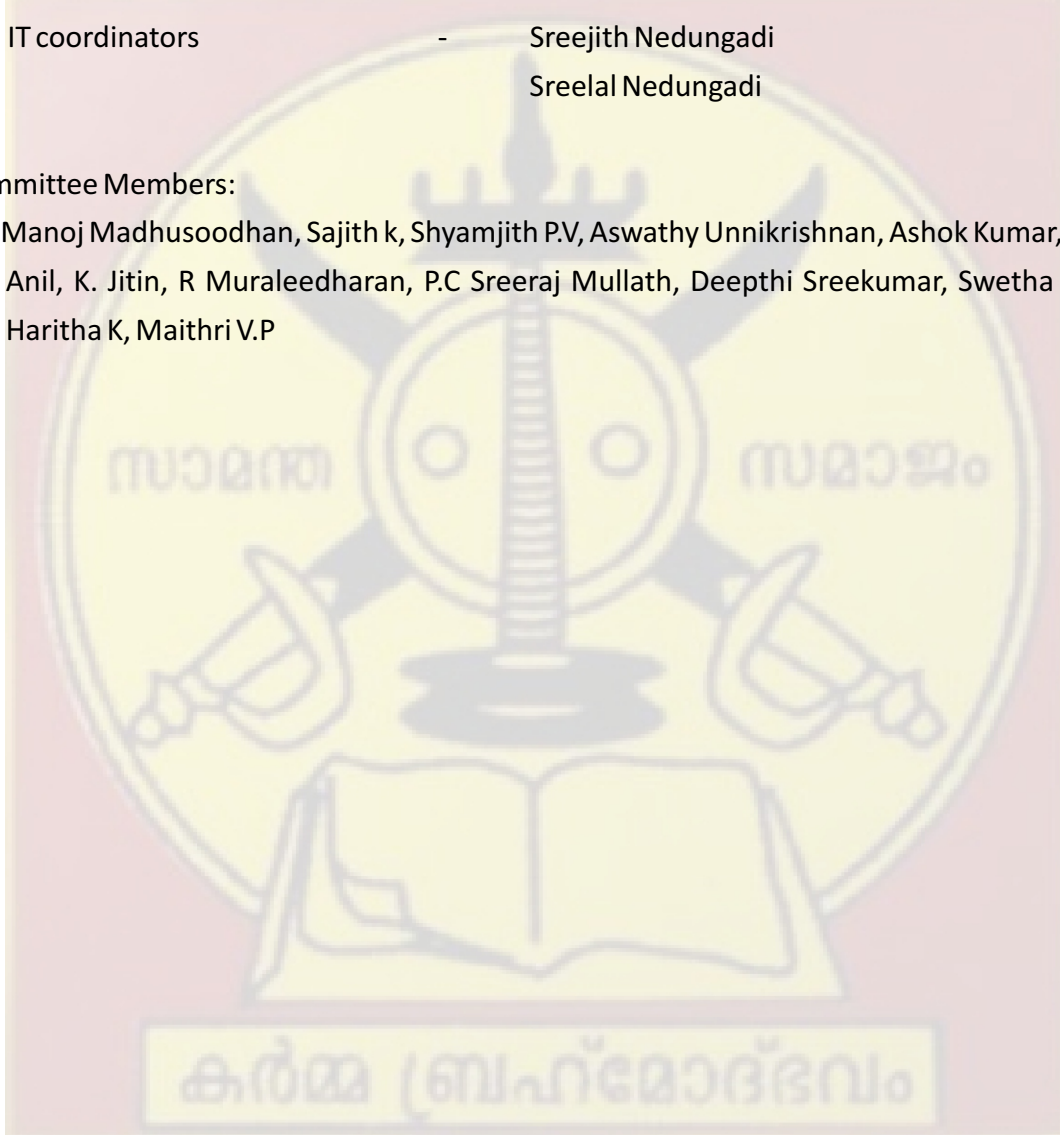 IT coordinators - Sreejith Nedungadi
Sreelal Nedungadi
mmittee Members:
Manoj Madhusoodhan, Sajith k, Shyamjith P.V, Aswathy Unnikrishnan, Ashok Kumar,
Anil, K. Jitin, R Muraleedharan, P.C Sreeraj Mullath, Deepthi Sreekumar, Swetha
Haritha K, Maithri V.P
സാമന്ത സമാജം
കർമ്മ ബ്രഹ്മോദ്ഭവം